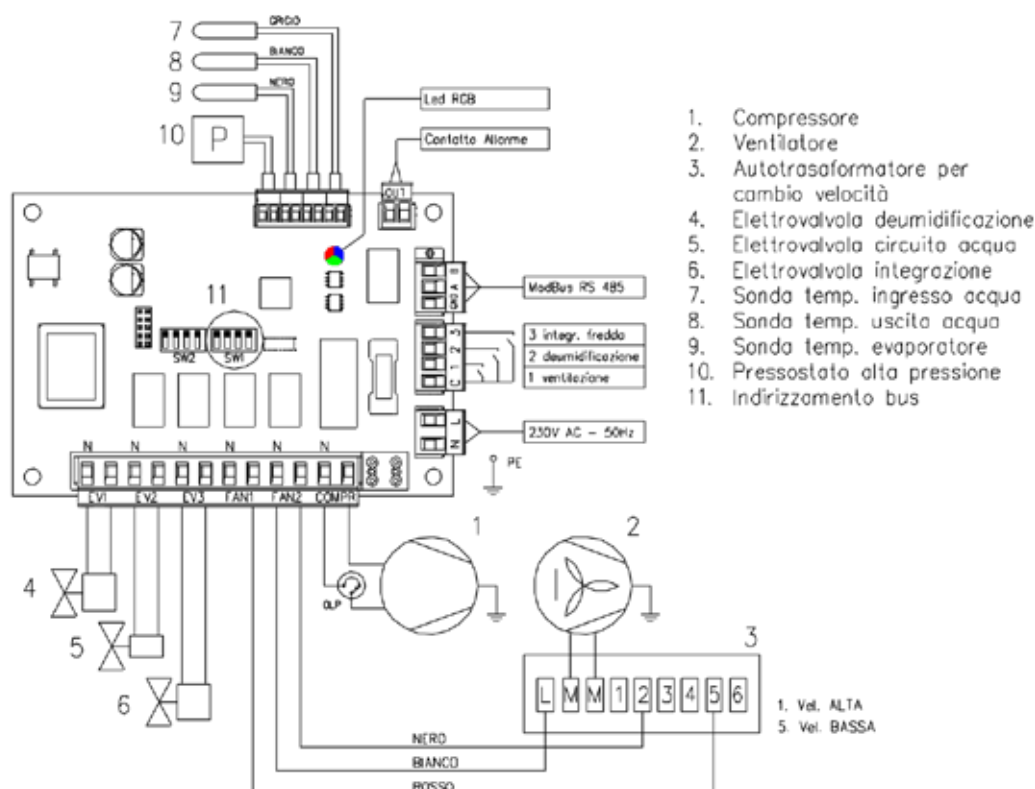 7
GRIGIO
8
BIANCO
9
NERO
10
P
Led RGB
Contatto Allarme
OUT
11
SW2
SW1
GND A B
ModBus RS 485
C 1 2 3
3 integr. freddo
2 deumidificazione
1 ventilazione
N L
230V AC - 50Hz
PE
N
N
N
N
N
N
EV1
EV2
EV3
FAN1
FAN2
COMPR
1
2
4
OLP
5
6
3
L
M
M
1
2
3
4
5
6
1. Vel. ALTA
5. Vel. BASSA
NERO
BIANCO
ROSSO
1. Compressore
2. Ventilatore
3. Autotrasaformatore per
cambio velocità
4. Elettrovalvola deumidificazione
5. Elettrovalvola circuito acqua
6. Elettrovalvola integrazione
7. Sonda temp. ingresso acqua
8. Sonda temp. uscita acqua
9. Sonda temp. evaporatore
10. Pressostato alta pressione
11. Indirizzamento bus